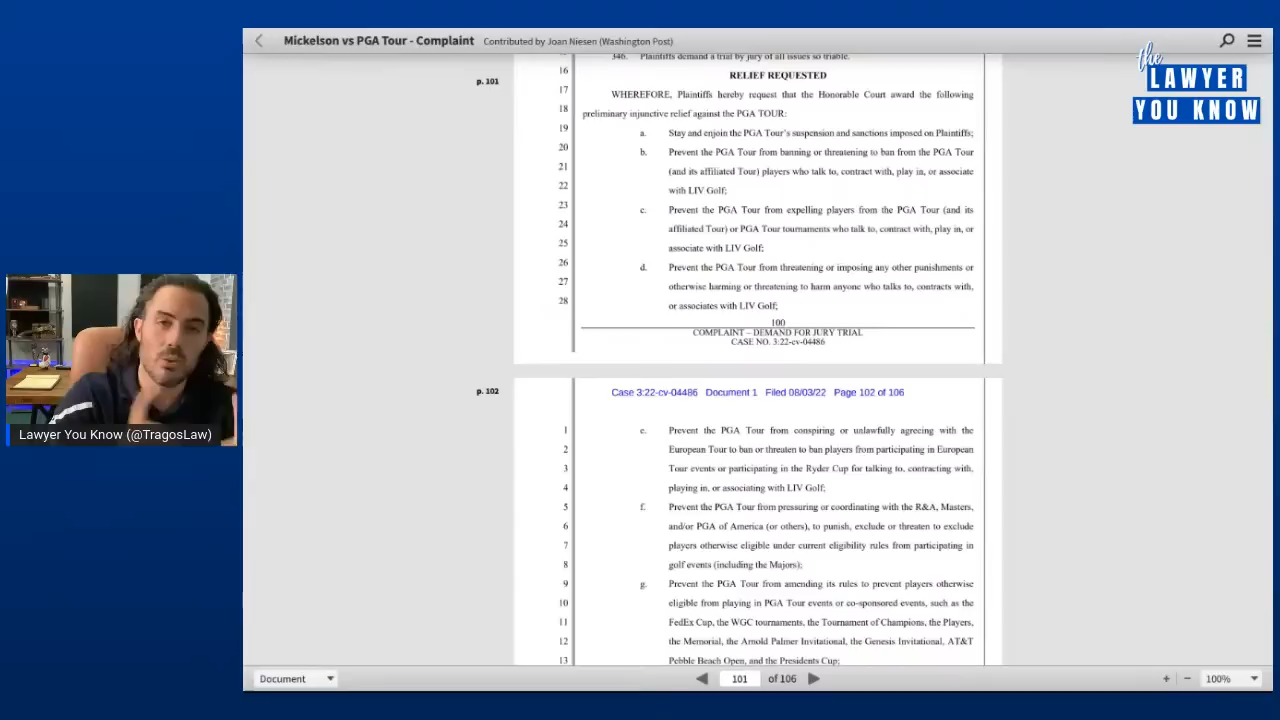 Mickelson vs PGA Tour - Complaint Contributed by Joan Niesen (Washington Post)
the
LAWYER
YOU KNOW
346. Plaintiffs demand a trial by jury of all issues so triable.
p. 101
16 RELIEF REQUESTED
17 WHEREFORE, Plaintiffs hereby request that the Honorable Court award the following
18 preliminary injunctive relief against the PGA TOUR:
19 a. Stay and enjoin the PGA Tour's suspension and sanctions imposed on Plaintiffs;
20 b. Prevent the PGA Tour from banning or threatening to ban from the PGA Tour
21 (and its affiliated Tour) players who talk to, contract with, play in, or associate
22 with LIV Golf;
23 c. Prevent the PGA Tour from expelling players from the PGA Tour (and its
24 affiliated Tour) or PGA Tour tournaments who talk to, contract with, play in, or
25 associate with LIV Golf;
26 d. Prevent the PGA Tour from threatening or imposing any other punishments or
27 otherwise harming or threatening to harm anyone who talks to, contracts with,
28 or associates with LIV Golf;
100
COMPLAINT – DEMAND FOR JURY TRIAL
CASE NO. 3:22-cv-04486
p. 102
Case 3:22-cv-04486 Document 1 Filed 08/03/22 Page 102 of 106
1 e. Prevent the PGA Tour from conspiring or unlawfully agreeing with the
2 European Tour to ban or threaten to ban players from participating in European
3 Tour events or participating in the Ryder Cup for talking to, contracting with,
4 playing in, or associating with LIV Golf;
5 f. Prevent the PGA Tour from pressuring or coordinating with the R&A, Masters,
6 and/or PGA of America (or others), to punish, exclude or threaten to exclude
7 players otherwise eligible under current eligibility rules from participating in
8 golf events (including the Majors);
9 g. Prevent the PGA Tour from amending its rules to prevent players otherwise
10 eligible from playing in PGA Tour events or co-sponsored events, such as the
11 FedEx Cup, the WGC tournaments, the Tournament of Champions, the Players,
12 the Memorial, the Arnold Palmer Invitational, the Genesis Invitational, AT&T
13 Pebble Beach Open, and the Presidents Cup;
Lawyer You Know (@TragosLaw)
Document 101 of 106 + − 100%